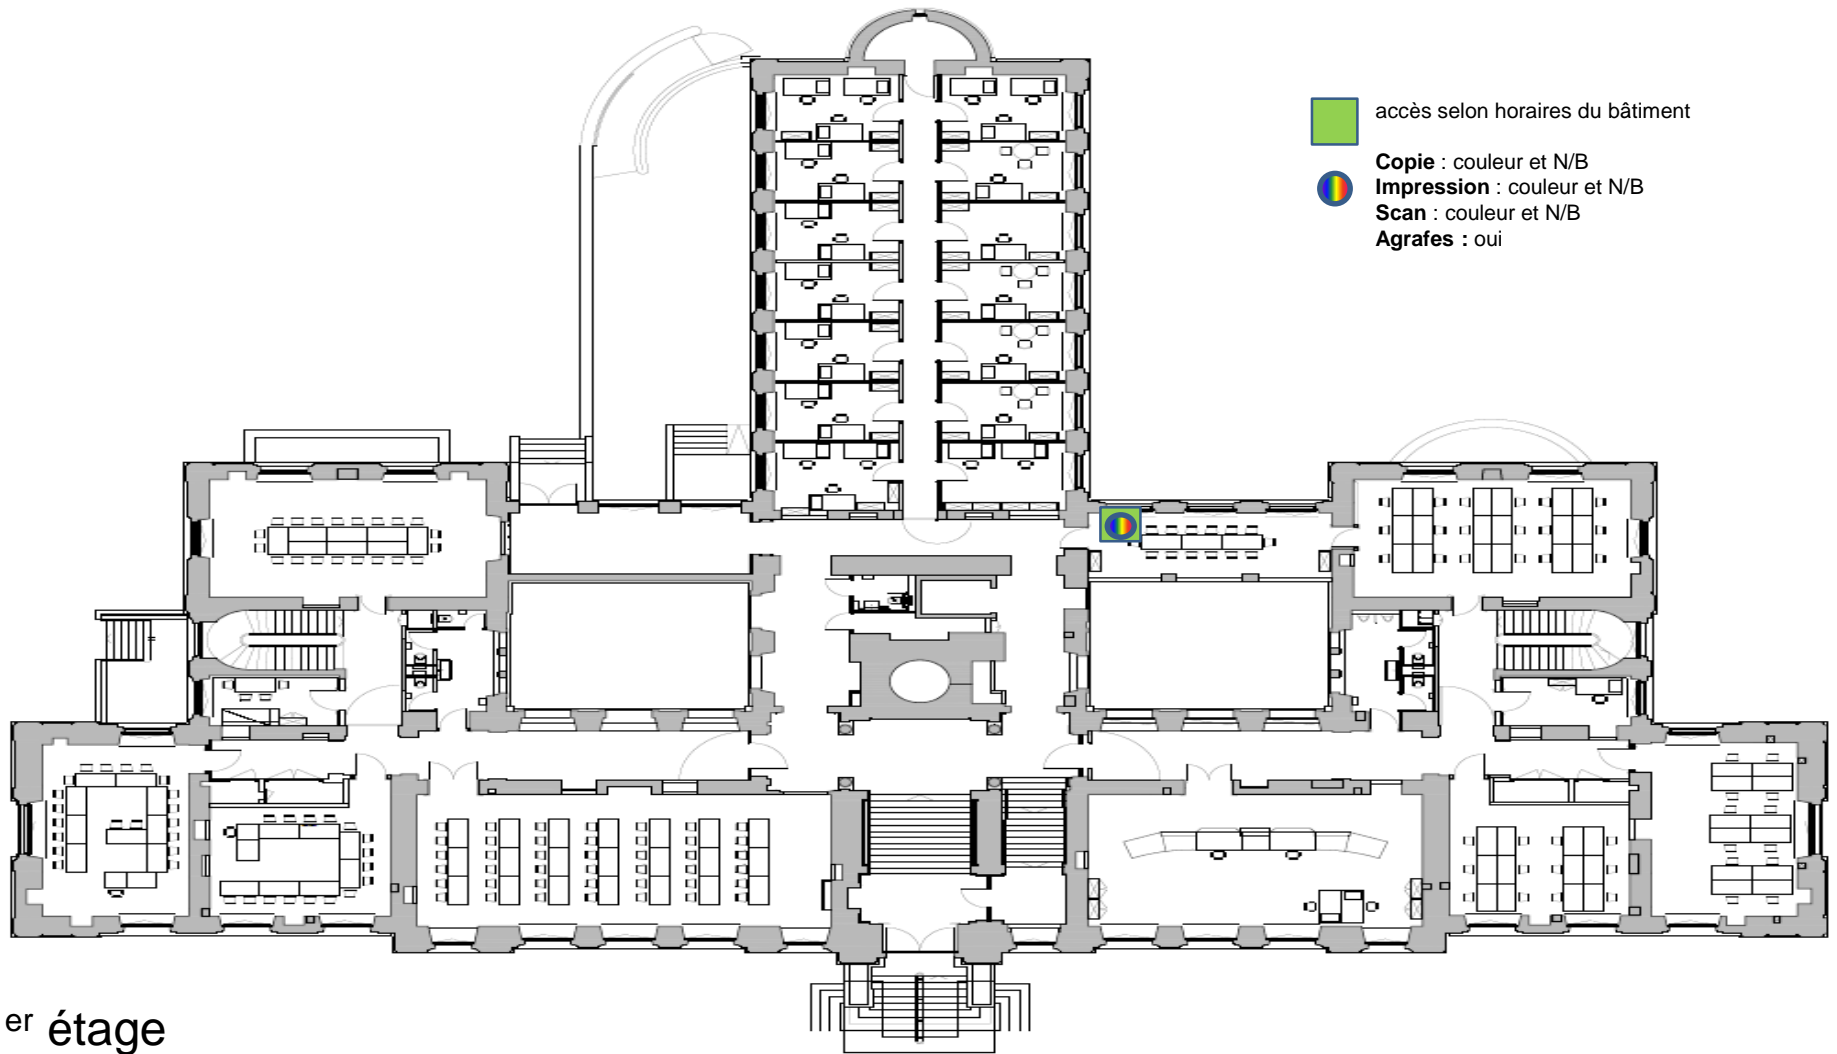 accès selon horaires du bâtiment
Copie : couleur et N/B
Impression : couleur et N/B
Scan : couleur et N/B
Agrafes : oui
er étage